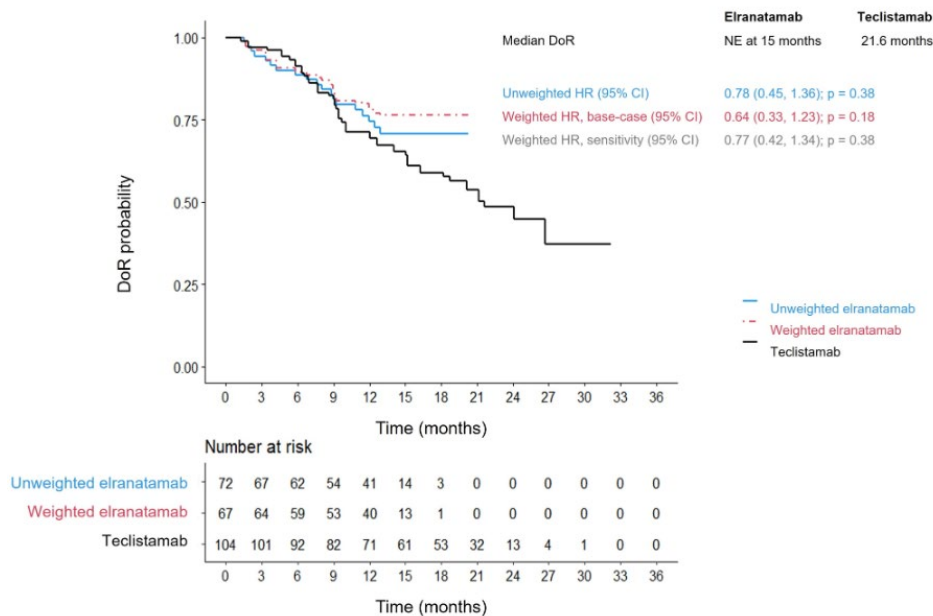 Elranatamab Teclistamab
Median DoR NE at 15 months 21.6 months
Unweighted HR (95% CI) 0.78 (0.45, 1.36); p = 0.38
Weighted HR, base-case (95% CI) 0.64 (0.33, 1.23); p = 0.18
Weighted HR, sensitivity (95% CI) 0.77 (0.42, 1.34); p = 0.38
DoR probability
1.00
0.75
0.50
0.25
0.00
Unweighted elranatamab
Weighted elranatamab
Teclistamab
0 3 6 9 12 15 18 21 24 27 30 33 36
Time (months)
Number at risk
Unweighted elranatamab 72 67 62 54 41 14 3 0 0 0 0 0 0
Weighted elranatamab 67 64 59 53 40 13 1 0 0 0 0 0 0
Teclistamab 104 101 92 82 71 61 53 32 13 4 1 0 0
0 3 6 9 12 15 18 21 24 27 30 33 36
Time (months)